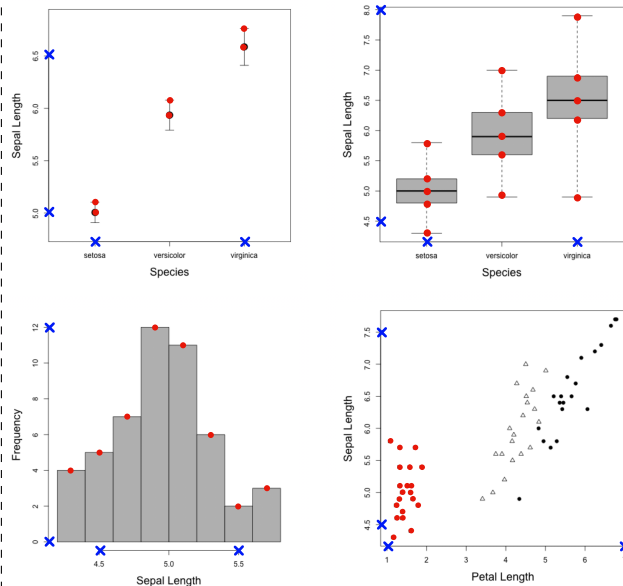 6.5
6.0
5.5
5.0
Sepal Length
setosa
versicolor
virginica
Species
8.0
7.5
7.0
6.5
6.0
5.5
5.0
4.5
Sepal Length
setosa
versicolor
virginica
Species
12
10
8
6
4
2
0
Frequency
4.5
5.0
5.5
Sepal Length
7.5
7.0
6.5
6.0
5.5
5.0
4.5
Sepal Length
1
2
3
4
5
6
Petal Length